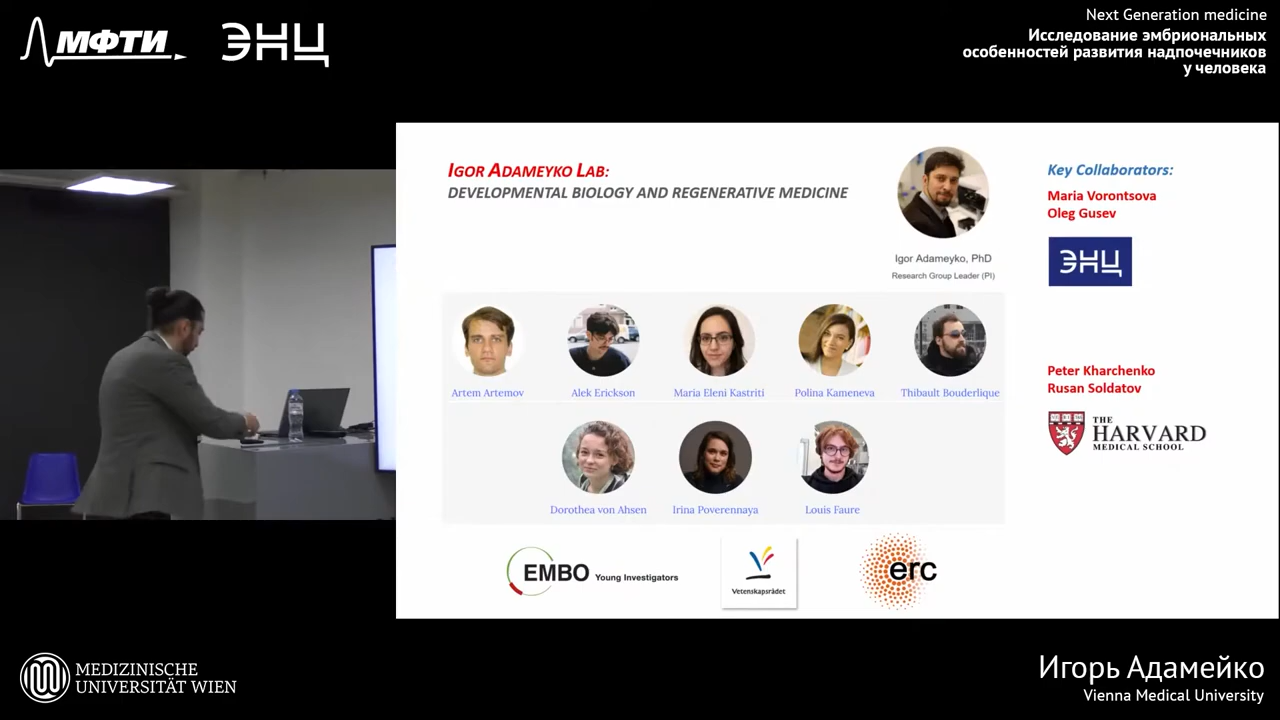 МФТИ
ЭНЦ
Next Generation medicine
Исследование эмбриональных
особенностей развития надпочечников
у человека
IGOR ADAMEYKO LAB:
DEVELOPMENTAL BIOLOGY AND REGENERATIVE MEDICINE
Igor Adameyko, PhD
Research Group Leader (PI)
Key Collaborators:
Maria Vorontsova
Oleg Gusev
ЭНЦ
Artem Artemov
Alek Erickson
Maria Eleni Kastriti
Polina Kameneva
Thibault Bouderlique
Peter Kharchenko
Rusan Soldatov
THE
HARVARD
MEDICAL SCHOOL
Dorothea von Ahsen
Irina Poverennaya
Louis Faure
EMBO Young Investigators
Vetenskapsrådet
erc
MEDIZINISCHE
UNIVERSITÄT WIEN
Игорь Адамейко
Vienna Medical University